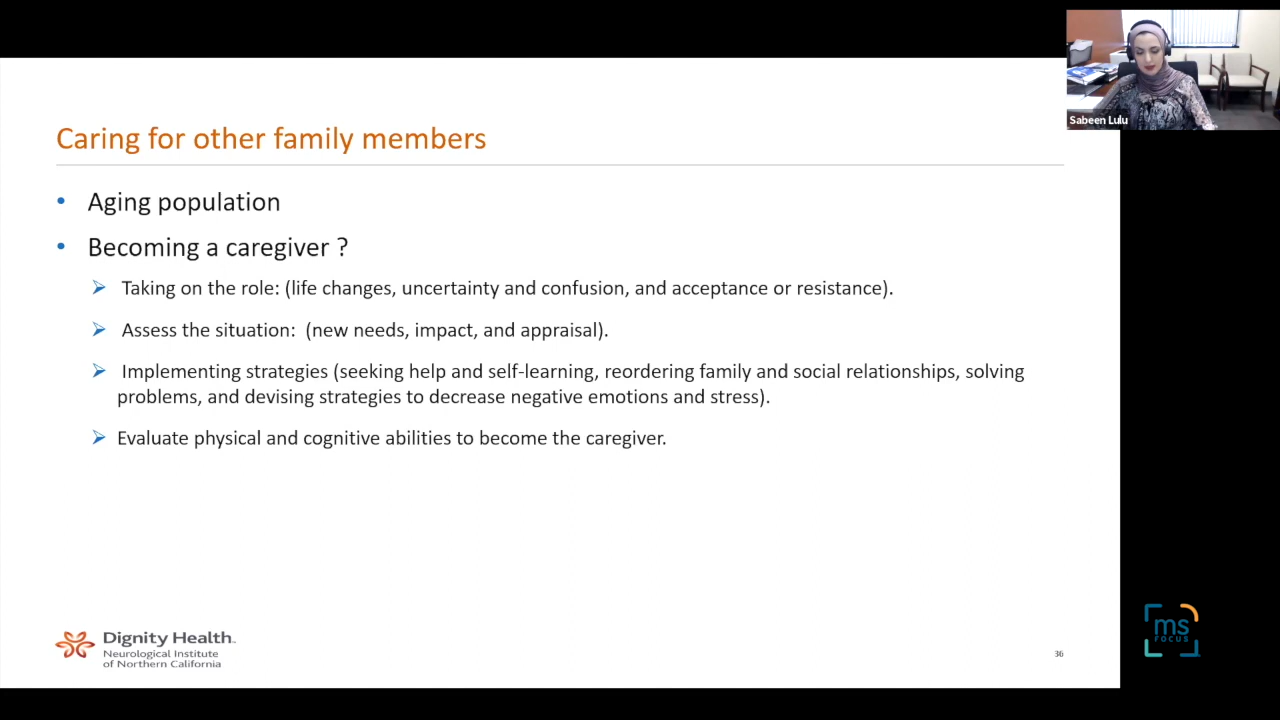 Sabeen Lulu
Caring for other family members
• Aging population
• Becoming a caregiver ?
➢ Taking on the role: (life changes, uncertainty and confusion, and acceptance or resistance).
➢ Assess the situation: (new needs, impact, and appraisal).
➢ Implementing strategies (seeking help and self-learning, reordering family and social relationships, solving
problems, and devising strategies to decrease negative emotions and stress).
➢ Evaluate physical and cognitive abilities to become the caregiver.
Dignity Health™
Neurological Institute
of Northern California
36
ms
FOCUS